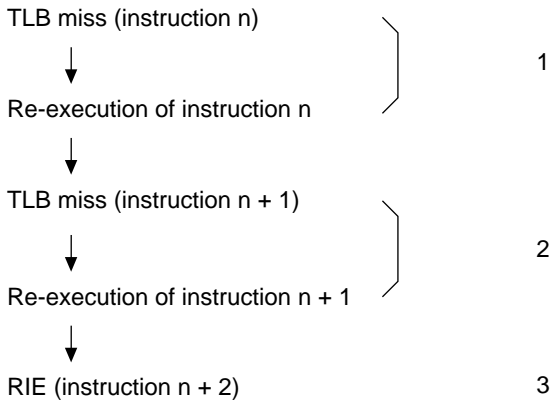 TLB miss (instruction n)
1
Re-execution of instruction n
TLB miss (instruction n + 1)
2
Re-execution of instruction n + 1
RIE (instruction n + 2)
3